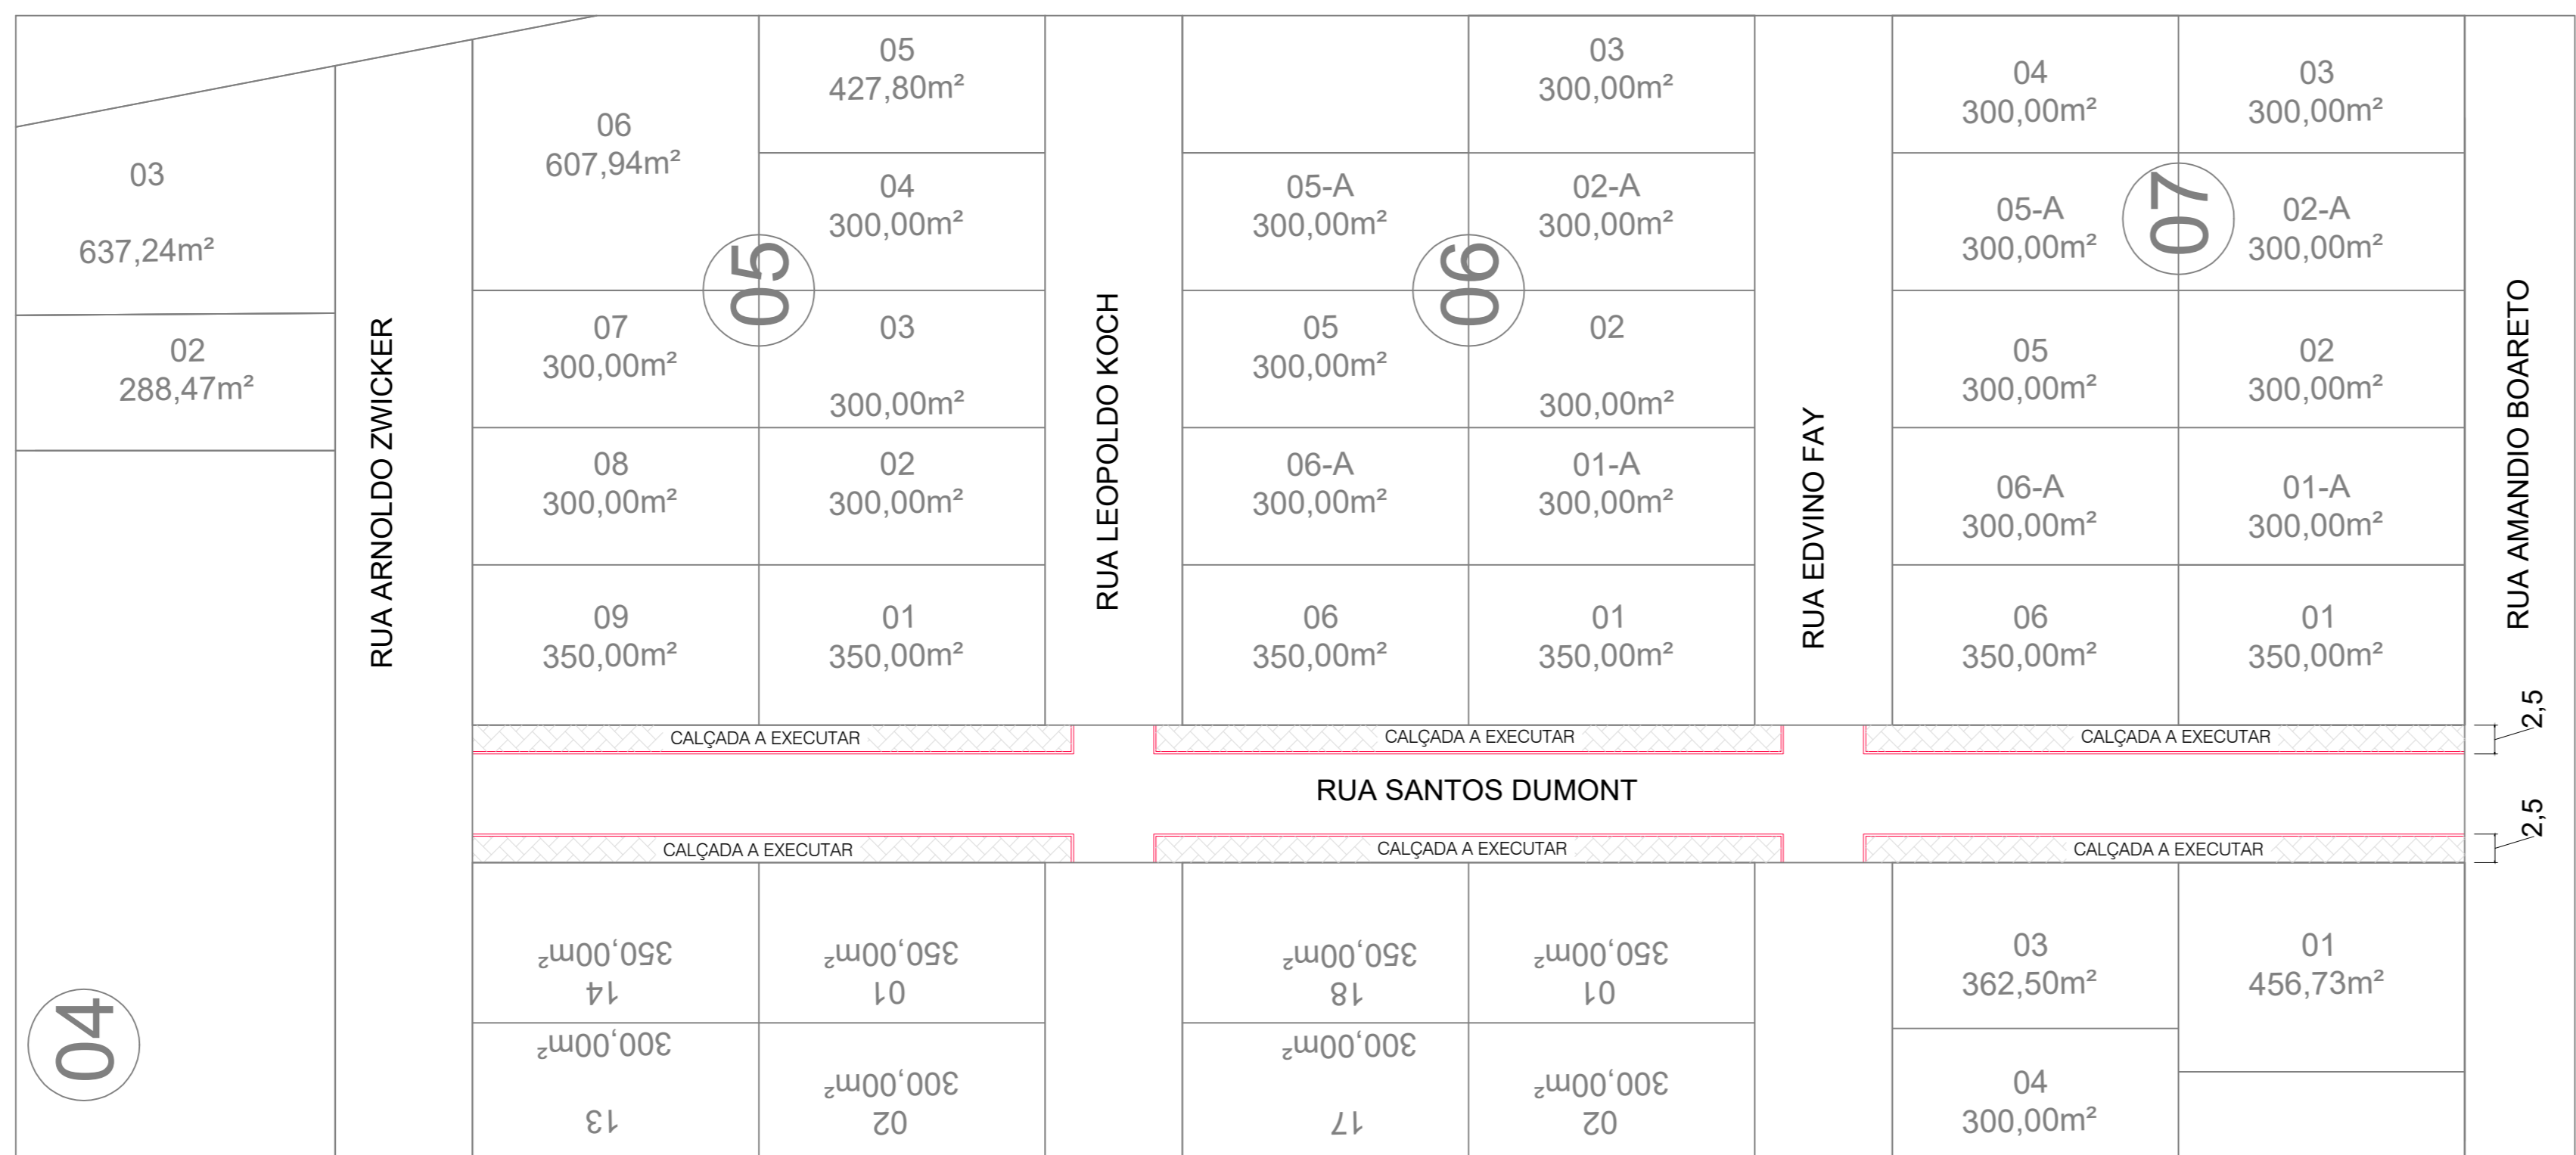 03
637,24m²
02
288,47m²
04
RUA ARNOLDO ZWICKER
06
607,94m²
05
427,80m²
04
300,00m²
05
07
300,00m²
03
300,00m²
08
300,00m²
02
300,00m²
09
350,00m²
01
350,00m²
RUA LEOPOLDO KOCH
03
300,00m²
05-A
300,00m²
02-A
300,00m²
06
05
300,00m²
02
300,00m²
06-A
300,00m²
01-A
300,00m²
06
350,00m²
01
350,00m²
RUA EDVINO FAY
04
300,00m²
03
300,00m²
05-A
300,00m²
02-A
300,00m²
07
05
300,00m²
02
300,00m²
06-A
300,00m²
01-A
300,00m²
06
350,00m²
01
350,00m²
RUA AMANDIO BOARETO
CALÇADA A EXECUTAR
CALÇADA A EXECUTAR
CALÇADA A EXECUTAR
2,5
RUA SANTOS DUMONT
CALÇADA A EXECUTAR
CALÇADA A EXECUTAR
CALÇADA A EXECUTAR
2,5
14
350,00m²
01
350,00m²
13
300,00m²
02
300,00m²
18
350,00m²
01
350,00m²
17
300,00m²
02
300,00m²
03
362,50m²
01
456,73m²
04
300,00m²